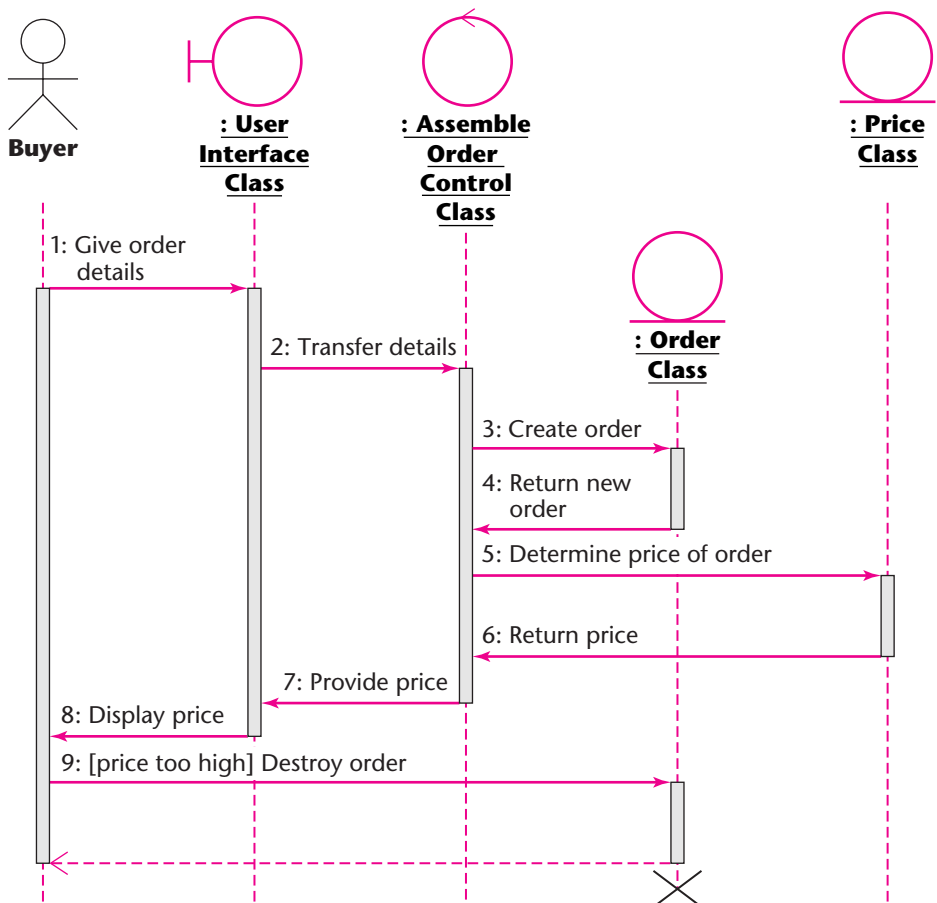 Buyer
: User
Interface
Class
: Assemble
Order
Control
Class
: Price
Class
1: Give order
details
: Order
Class
2: Transfer details
3: Create order
4: Return new
order
5: Determine price of order
6: Return price
7: Provide price
8: Display price
9: [price too high] Destroy order